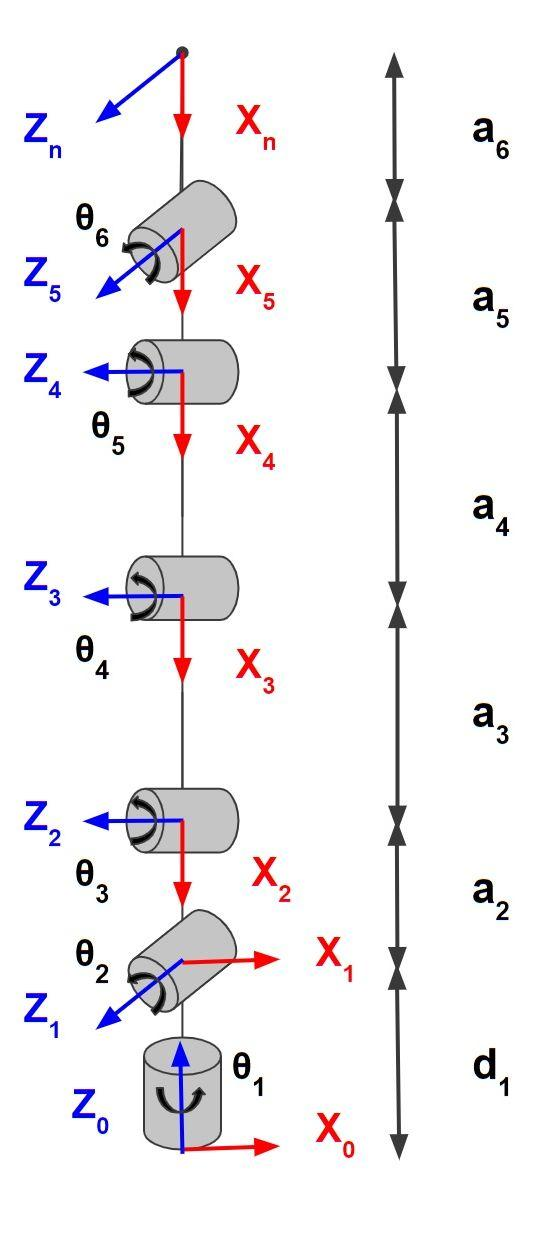 Zₙ Xₙ a₆
θ₆
Z₅ X₅ a₅
Z₄
θ₅ X₄
a₄
Z₃
θ₄ X₃
a₃
Z₂
θ₃ X₂ a₂
θ₂ X₁
Z₁
θ₁ d₁
Z₀
X₀